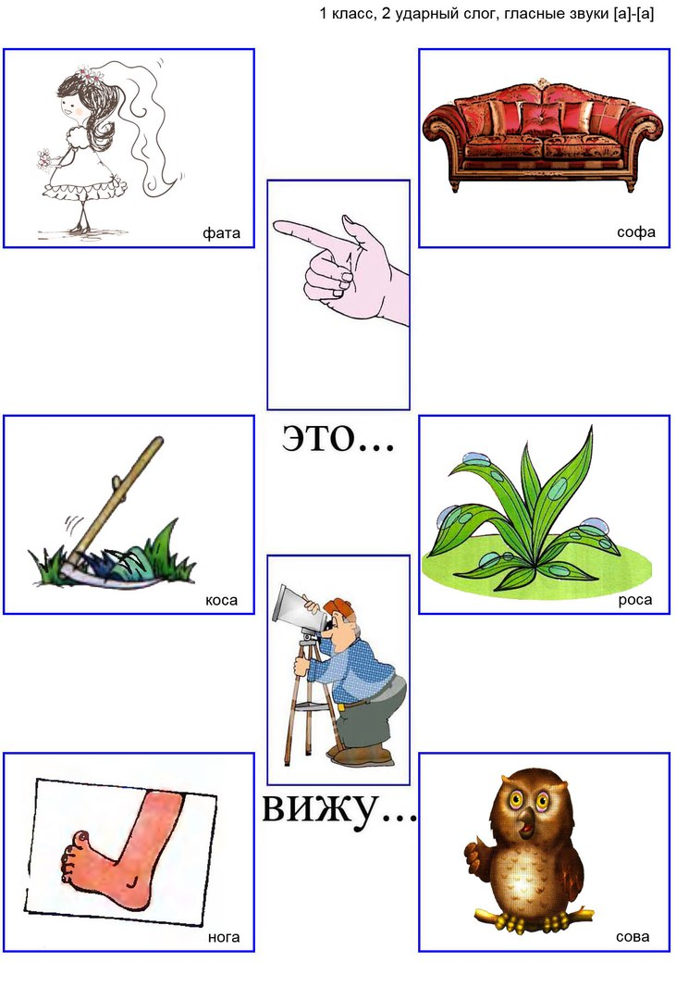 1 класс, 2 ударный слог, гласные звуки [а]-[а]
фата
софа
это...
коса
роса
вижу...
нога
сова